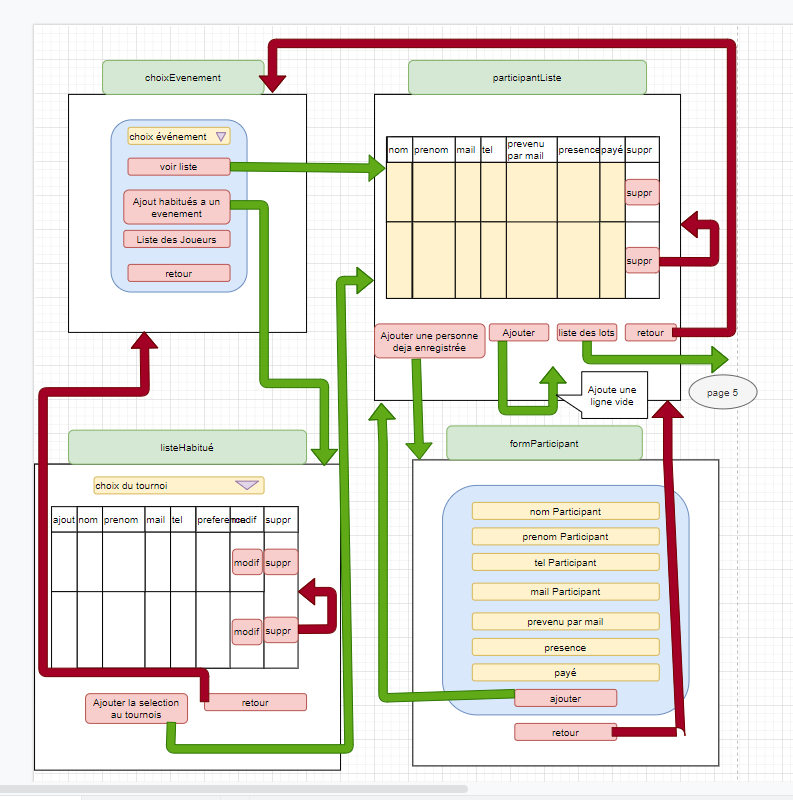 choixEvenement
choix événement
voir liste
Ajout habitués a un
evenement
Liste des Joueurs
retour
participantListe
nom prenom mail tel prevenu par mail presence payé suppr
suppr
suppr
Ajouter une personne
deja enregistrée
Ajouter
liste des lots
retour
Ajoute une
ligne vide
page 5
listeHabitué
choix du tournoi
ajout nom prenom mail tel modif suppr
modif suppr
modif suppr
Ajouter la selection
au tournois
retour
formParticipant
nom Participant
prenom Participant
tel Participant
mail Participant
prevenu par mail
presence
payé
ajouter
retour